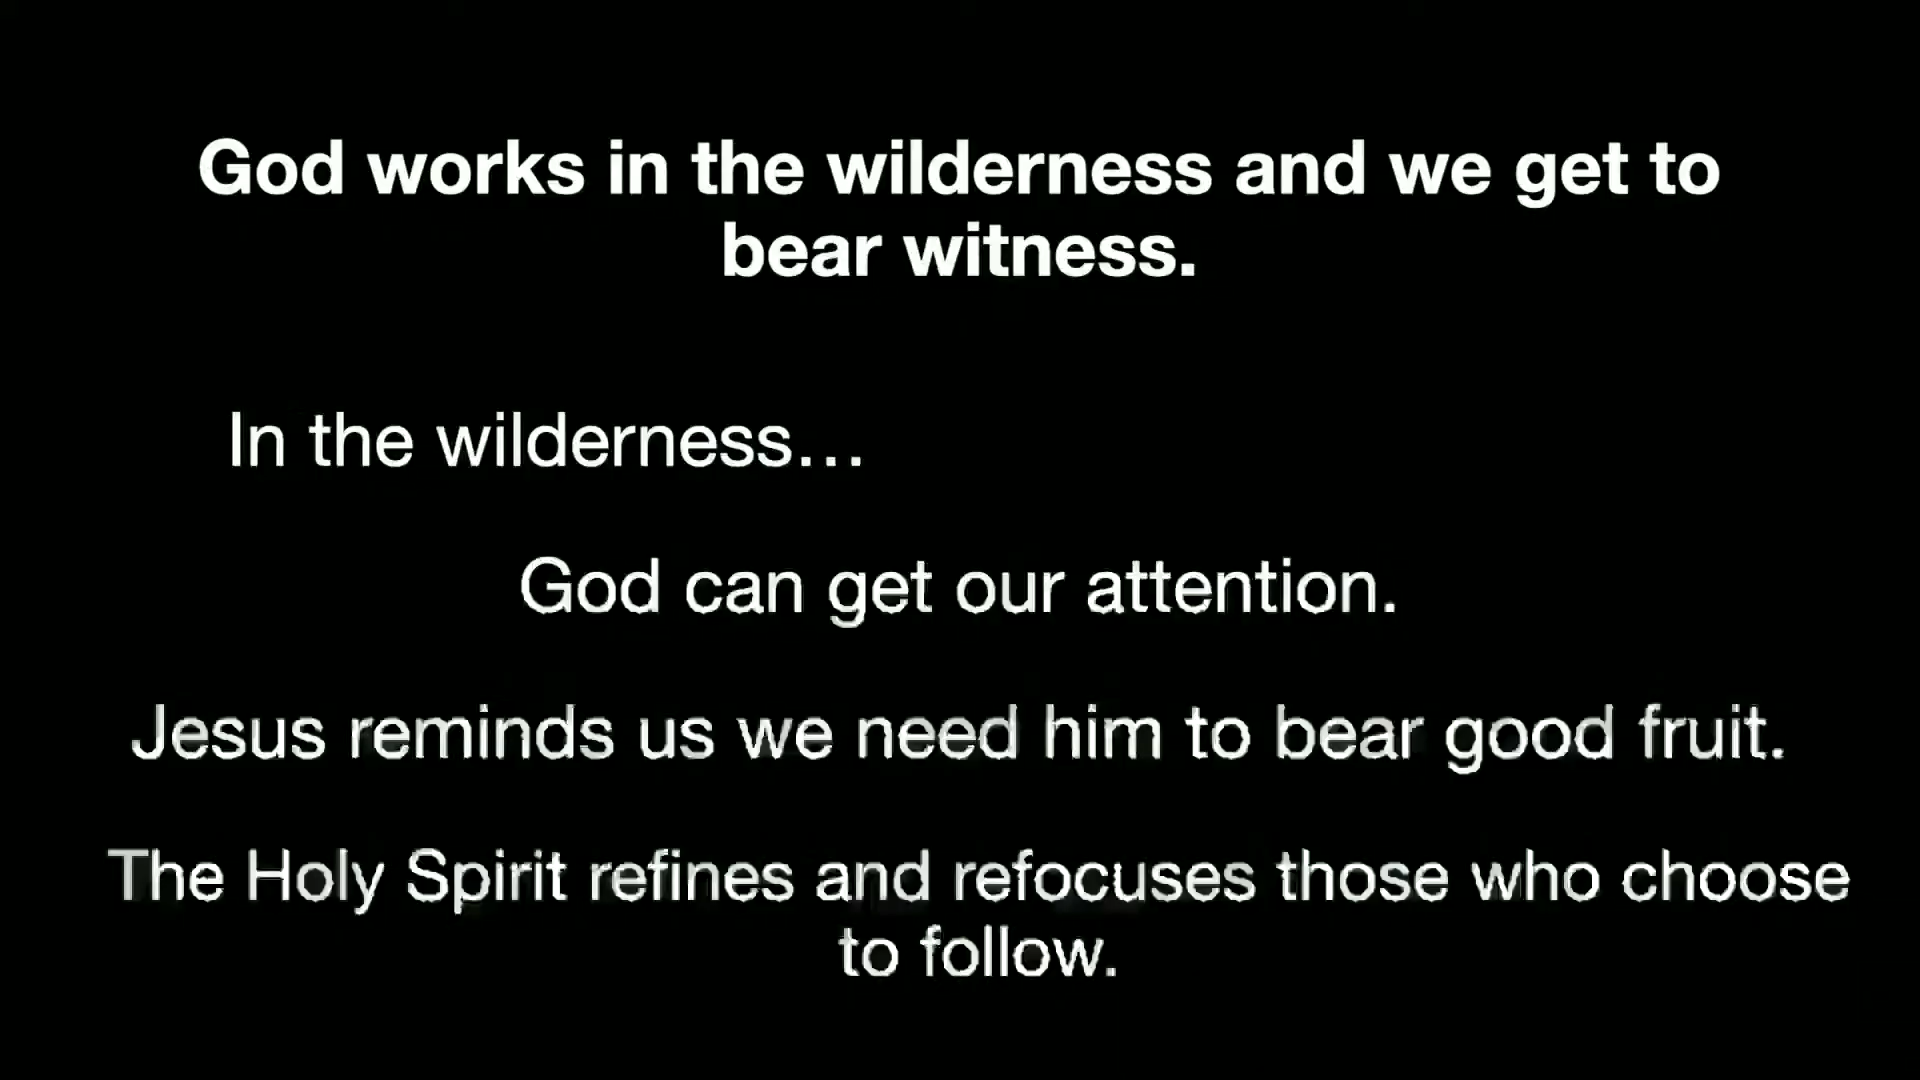 God works in the wilderness and we get to
bear witness.
In the wilderness…
God can get our attention.
Jesus reminds us we need him to bear good fruit.
The Holy Spirit refines and refocuses those who choose
to follow.